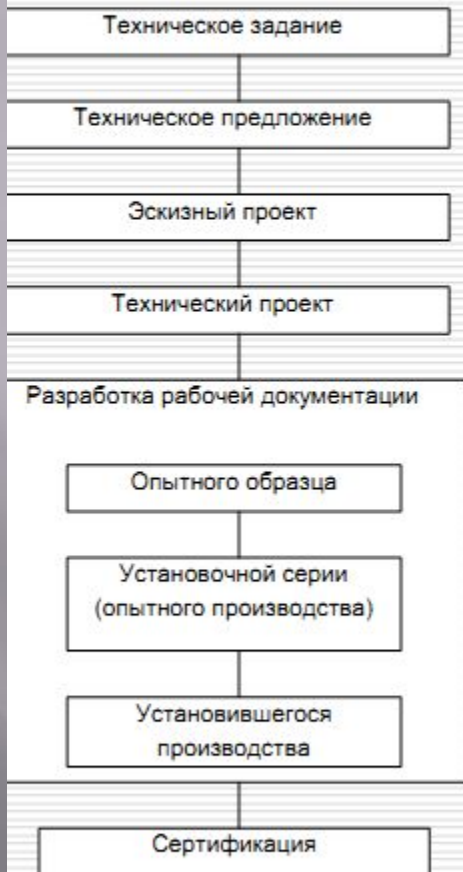 Техническое задание
Техническое предложение
Эскизный проект
Технический проект
Разработка рабочей документации
Опытного образца
Установочной серии
(опытного производства)
Установившегося
производства
Сертификация